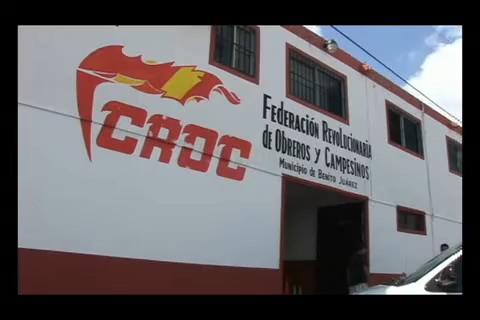 CROC
Federación Revolucionaria
de Obreros y Campesinos
Municipio de Benito Juárez